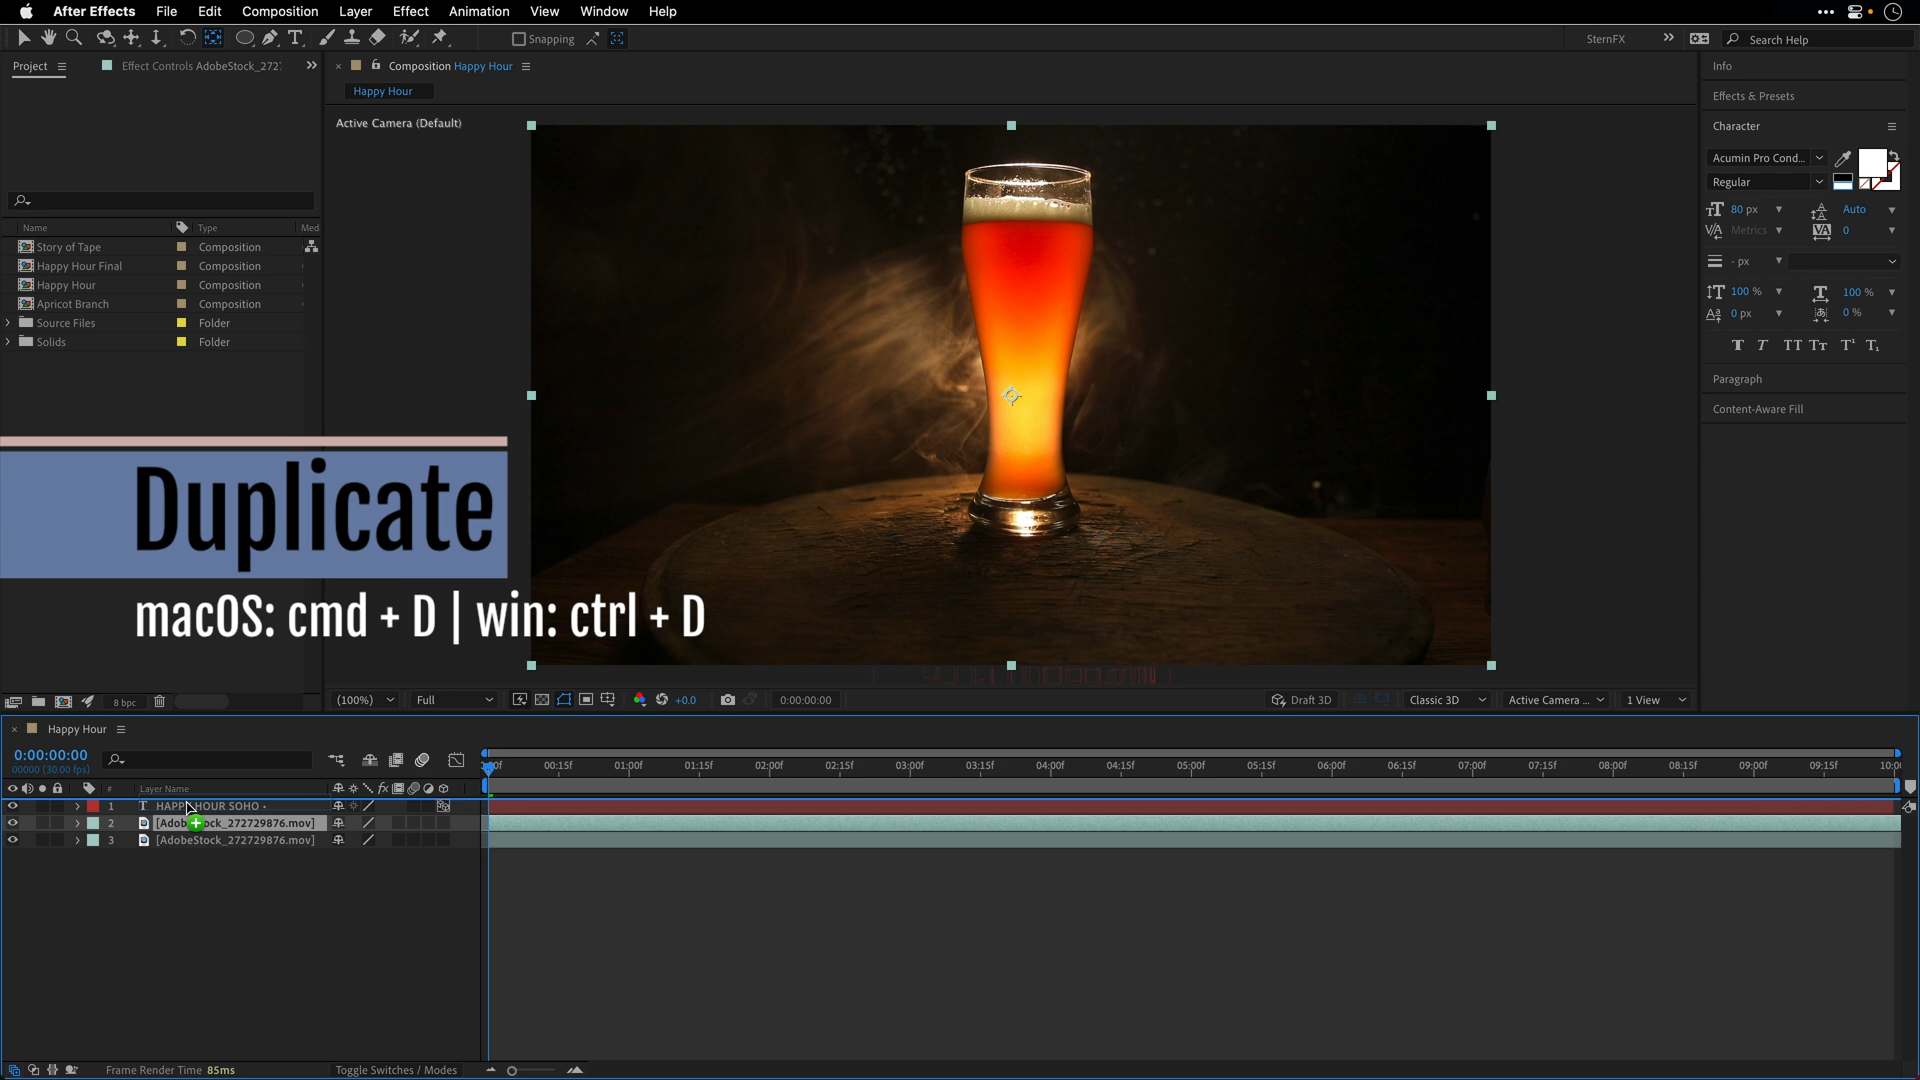 After Effects File Edit Composition Layer Effect Animation View Window Help
Snapping SternFX Search Help
Project Effect Controls AdobeStock_272
Composition Happy Hour
Happy Hour
Active Camera (Default)
Name Type Med
Story of Tape Composition
Happy Hour Final Composition
Happy Hour Composition
Apricot Branch Composition
Source Files Folder
Solids Folder
Duplicate
macOS: cmd + D | win: ctrl + D
8 bpc
(100%) Full +0.0 0:00:00:00 Draft 3D Classic 3D Active Camera ... 1 View
Info
Effects & Presets
Character
Acumin Pro Cond...
Regular
80 px Auto
Metrics 0
- px
100 % 100 %
0 px 0 %
Paragraph
Content-Aware Fill
Happy Hour
0:00:00:00
00000 (30.00 fps)
00:15f 01:00f 01:15f 02:00f 02:15f 03:00f 03:15f 04:00f 04:15f 05:00f 05:15f 06:00f 06:15f 07:00f 07:15f 08:00f 08:15f 09:00f 09:15f 10:0
# Layer Name
1 HAPPY HOUR SOHO
2 [AdobeStock_272729876.mov]
3 [AdobeStock_272729876.mov]
Frame Render Time 85ms Toggle Switches / Modes